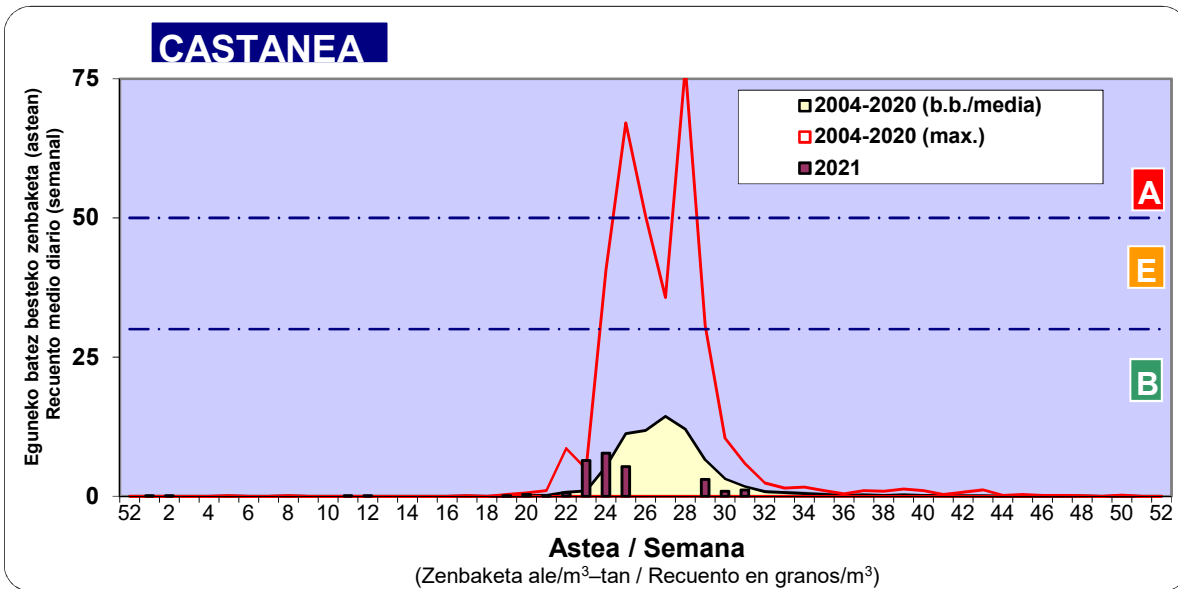 CASTANEA
Eguneko batez besteko zenbaketa (astean)
Recuento medio diario (semanal)
75
50
25
0
2004-2020 (b.b./media)
2004-2020 (max.)
2021
A
E
B
52 2 4 6 8 10 12 14 16 18 20 22 24 26 28 30 32 34 36 38 40 42 44 46 48 50 52
Astea / Semana
(Zenbaketa ale/m³–tan / Recuento en granos/m³)